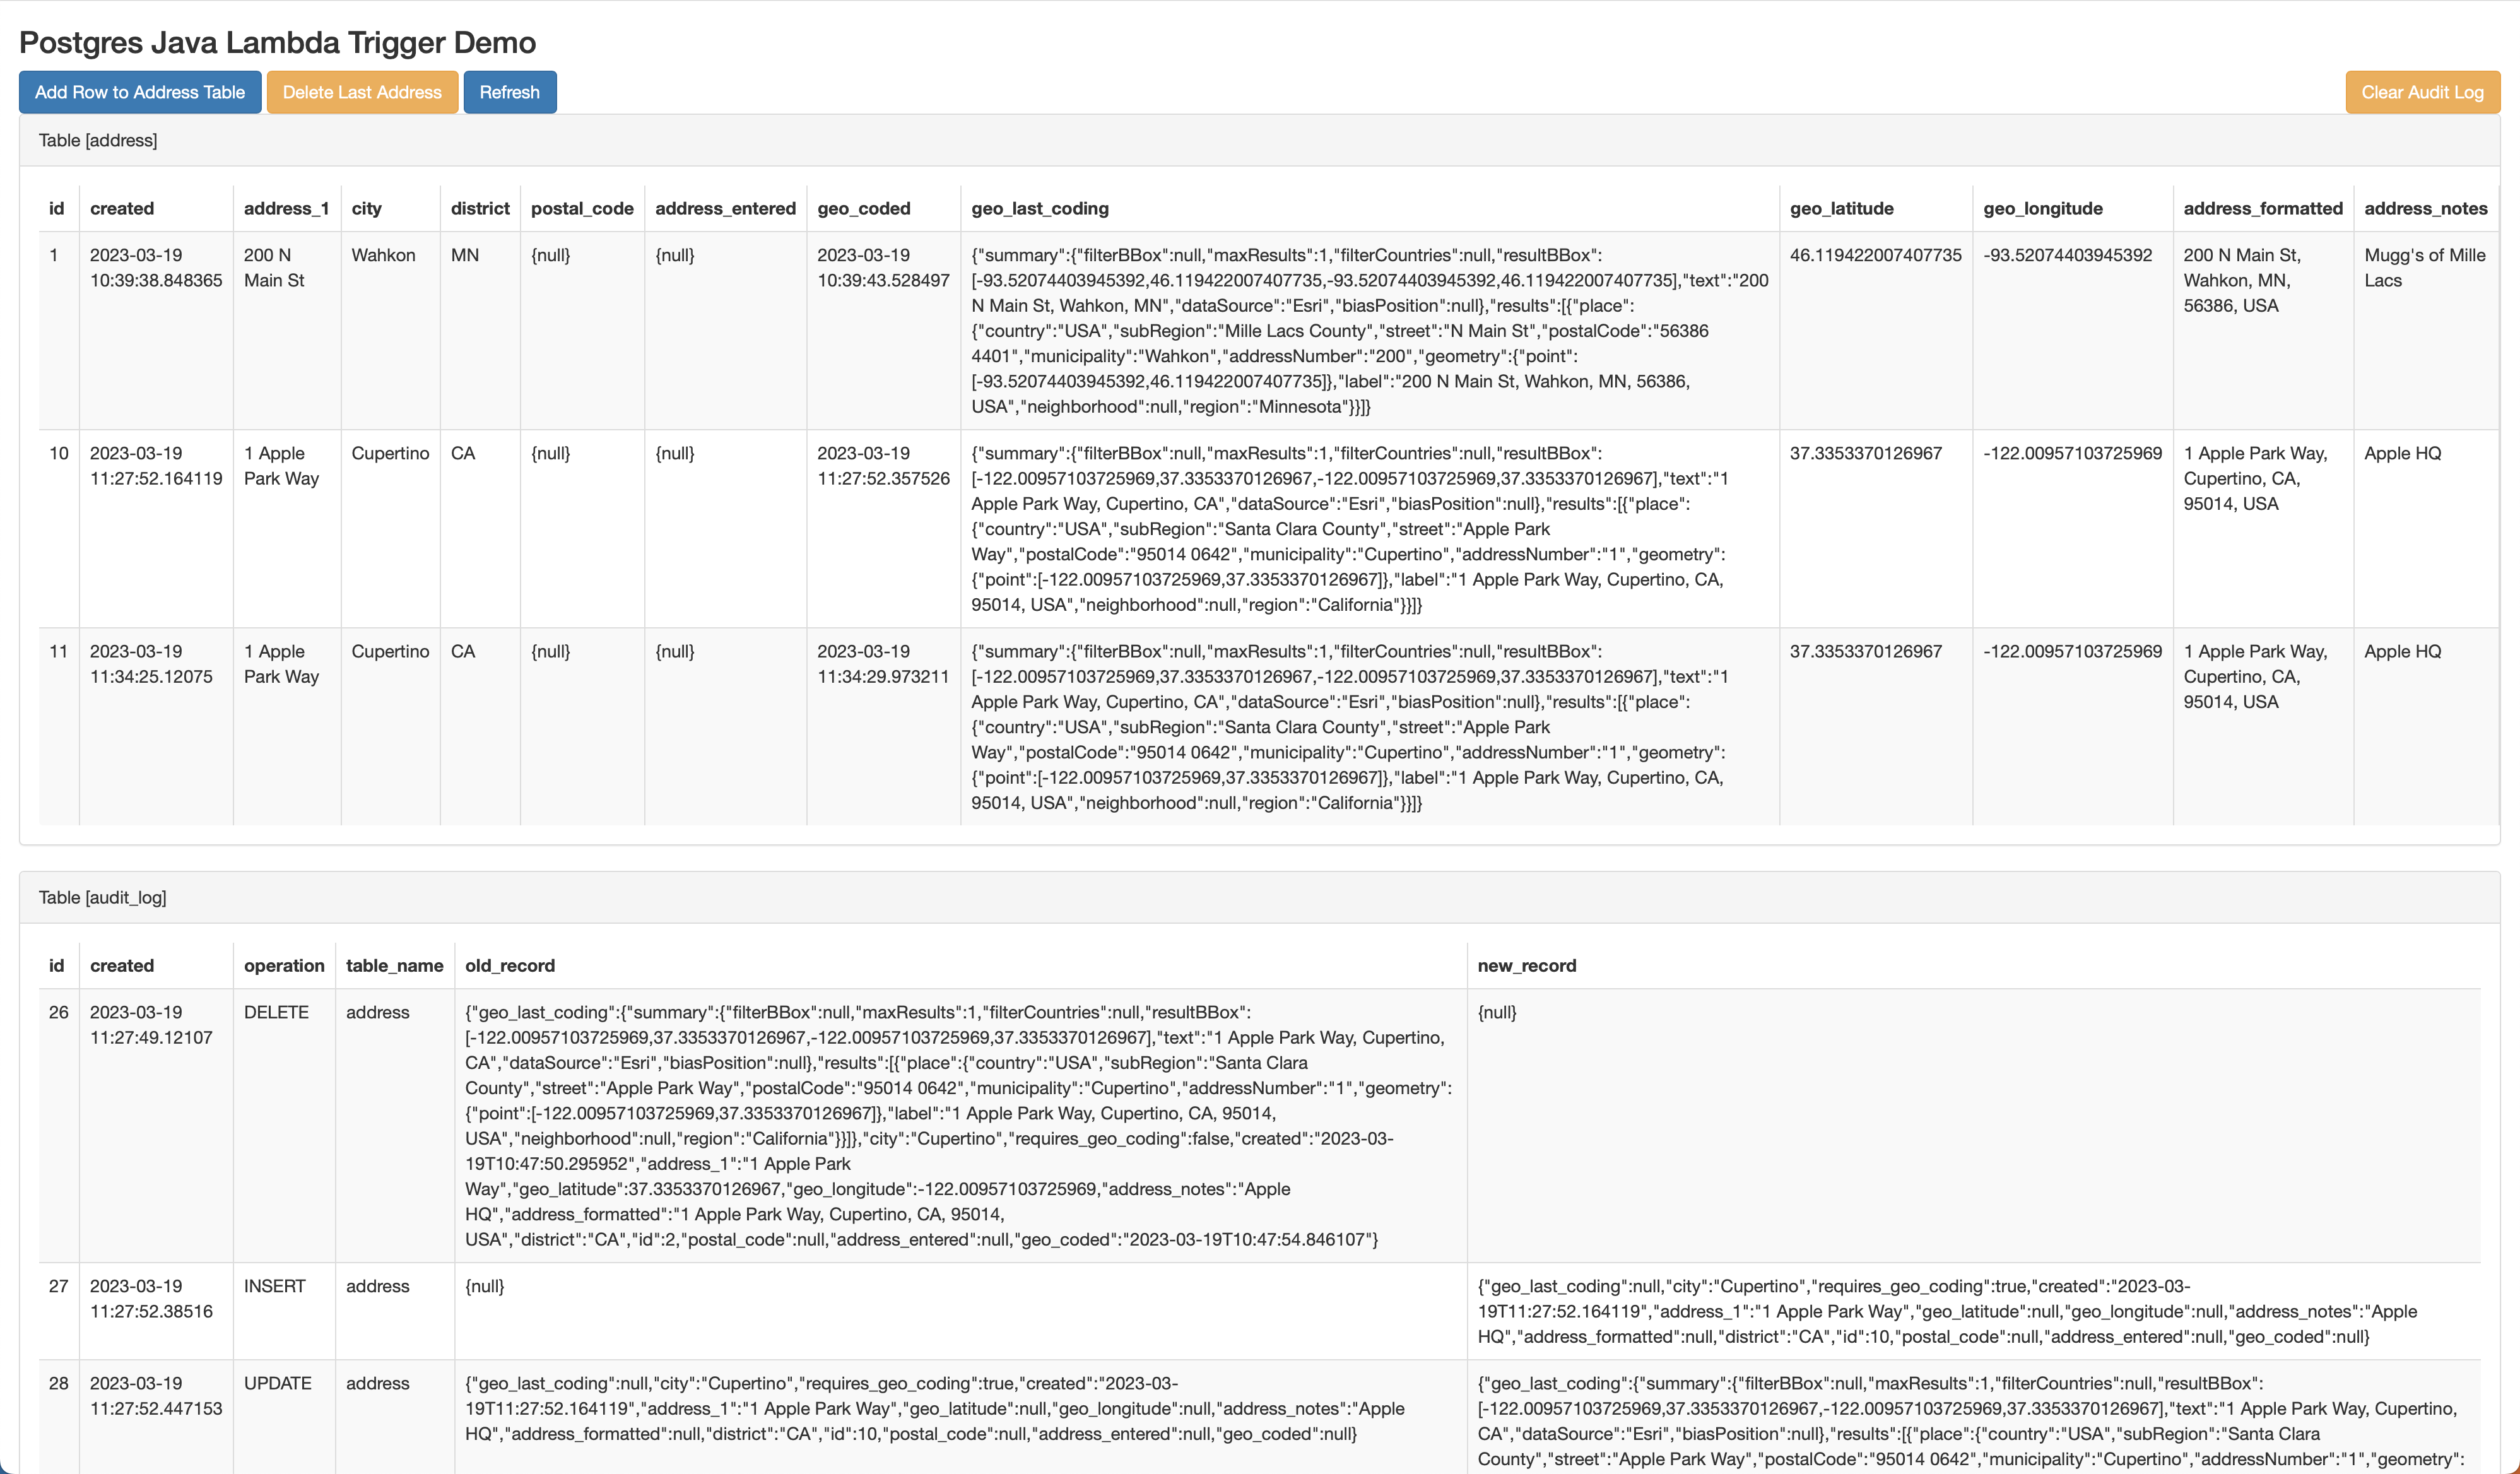 Postgres Java Lambda Trigger Demo
Add Row to Address Table Delete Last Address Refresh Clear Audit Log
Table [address]
id created address_1 city district postal_code address_entered geo_coded geo_last_coding geo_latitude geo_longitude address_formatted address_notes
1 2023-03-19 200 N Wahkon MN {null} {null} 2023-03-19 {"summary":{"filterBBox":null,"maxResults":1,"filterCountries":null,"resultBBox": 46.119422007407735 -93.52074403945392 200 N Main St, Mugg's of Mille
10:39:38.848365 Main St 10:39:43.528497 [-93.52074403945392,46.119422007407735,-93.52074403945392,46.119422007407735],"text":"200 Wahkon, MN, Lacs
N Main St, Wahkon, MN","dataSource":"Esri","biasPosition":null},"results":[{"place": 56386, USA
{"country":"USA","subRegion":"Mille Lacs County","street":"N Main St","postalCode":"56386
4401","municipality":"Wahkon","addressNumber":"200","geometry":{"point":
[-93.52074403945392,46.119422007407735]},"label":"200 N Main St, Wahkon, MN, 56386,
USA","neighborhood":null,"region":"Minnesota"}}]}
10 2023-03-19 1 Apple Cupertino CA {null} {null} 2023-03-19 {"summary":{"filterBBox":null,"maxResults":1,"filterCountries":null,"resultBBox": 37.3353370126967 -122.00957103725969 1 Apple Park Way, Apple HQ
11:27:52.164119 Park Way 11:27:52.357526 [-122.00957103725969,37.3353370126967,-122.00957103725969,37.3353370126967],"text":"1 Cupertino, CA,
Apple Park Way, Cupertino, CA","dataSource":"Esri","biasPosition":null},"results":[{"place": 95014, USA
{"country":"USA","subRegion":"Santa Clara County","street":"Apple Park
Way","postalCode":"95014 0642","municipality":"Cupertino","addressNumber":"1","geometry":
{"point":[-122.00957103725969,37.3353370126967]},"label":"1 Apple Park Way, Cupertino, CA,
95014, USA","neighborhood":null,"region":"California"}}]}
11 2023-03-19 1 Apple Cupertino CA {null} {null} 2023-03-19 {"summary":{"filterBBox":null,"maxResults":1,"filterCountries":null,"resultBBox": 37.3353370126967 -122.00957103725969 1 Apple Park Way, Apple HQ
11:34:25.12075 Park Way 11:34:29.973211 [-122.00957103725969,37.3353370126967,-122.00957103725969,37.3353370126967],"text":"1 Cupertino, CA,
Apple Park Way, Cupertino, CA","dataSource":"Esri","biasPosition":null},"results":[{"place": 95014, USA
{"country":"USA","subRegion":"Santa Clara County","street":"Apple Park
Way","postalCode":"95014 0642","municipality":"Cupertino","addressNumber":"1","geometry":
{"point":[-122.00957103725969,37.3353370126967]},"label":"1 Apple Park Way, Cupertino, CA,
95014, USA","neighborhood":null,"region":"California"}}]}
Table [audit_log]
id created operation table_name old_record new_record
26 2023-03-19 DELETE address {"geo_last_coding":{"summary":{"filterBBox":null,"maxResults":1,"filterCountries":null,"resultBBox": {null}
11:27:49.12107 [-122.00957103725969,37.3353370126967,-122.00957103725969,37.3353370126967],"text":"1 Apple Park Way, Cupertino,
CA","dataSource":"Esri","biasPosition":null},"results":[{"place":{"country":"USA","subRegion":"Santa Clara
County","street":"Apple Park Way","postalCode":"95014 0642","municipality":"Cupertino","addressNumber":"1","geometry":
{"point":[-122.00957103725969,37.3353370126967]},"label":"1 Apple Park Way, Cupertino, CA, 95014,
USA","neighborhood":null,"region":"California"}}]},"city":"Cupertino","requires_geo_coding":false,"created":"2023-03-
19T10:47:50.295952","address_1":"1 Apple Park
Way","geo_latitude":37.3353370126967,"geo_longitude":-122.00957103725969,"address_notes":"Apple
HQ","address_formatted":"1 Apple Park Way, Cupertino, CA, 95014,
USA","district":"CA","id":2,"postal_code":null,"address_entered":null,"geo_coded":"2023-03-19T10:47:54.846107"}
27 2023-03-19 INSERT address {null} {"geo_last_coding":null,"city":"Cupertino","requires_geo_coding":true,"created":"2023-03-
11:27:52.38516 19T11:27:52.164119","address_1":"1 Apple Park Way","geo_latitude":null,"geo_longitude":null,"address_notes":"Apple
HQ","address_formatted":null,"district":"CA","id":10,"postal_code":null,"address_entered":null,"geo_coded":null}
28 2023-03-19 UPDATE address {"geo_last_coding":null,"city":"Cupertino","requires_geo_coding":true,"created":"2023-03- {"geo_last_coding":{"summary":{"filterBBox":null,"maxResults":1,"filterCountries":null,"resultBBox":
11:27:52.447153 19T11:27:52.164119","address_1":"1 Apple Park Way","geo_latitude":null,"geo_longitude":null,"address_notes":"Apple [-122.00957103725969,37.3353370126967,-122.00957103725969,37.3353370126967],"text":"1 Apple Park Way, Cupertino,
HQ","address_formatted":null,"district":"CA","id":10,"postal_code":null,"address_entered":null,"geo_coded":null} CA","dataSource":"Esri","biasPosition":null},"results":[{"place":{"country":"USA","subRegion":"Santa Clara
County","street":"Apple Park Way","postalCode":"95014 0642","municipality":"Cupertino","addressNumber":"1","geometry":